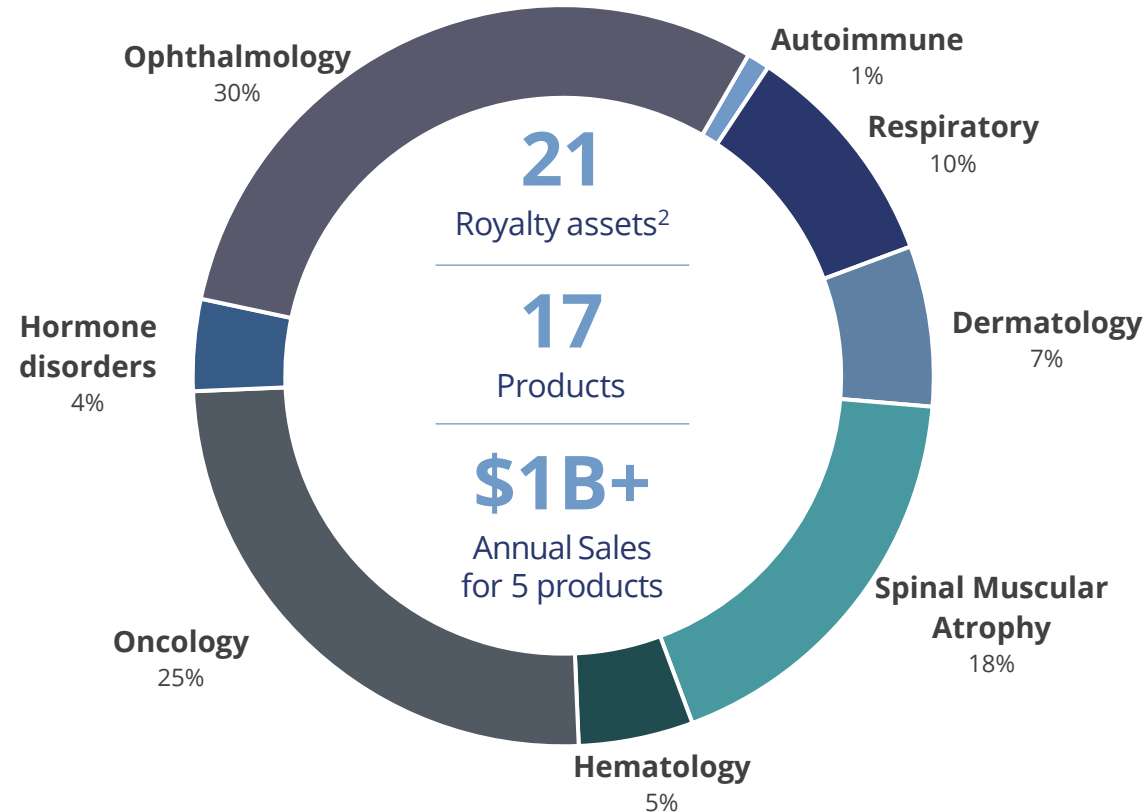 Ophthalmology
30%
Autoimmune
1%
Respiratory
10%
Dermatology
7%
Spinal Muscular
Atrophy
18%
Hematology
5%
Oncology
25%
Hormone
disorders
4%
21
Royalty assets²
17
Products
$1B+
Annual Sales
for 5 products